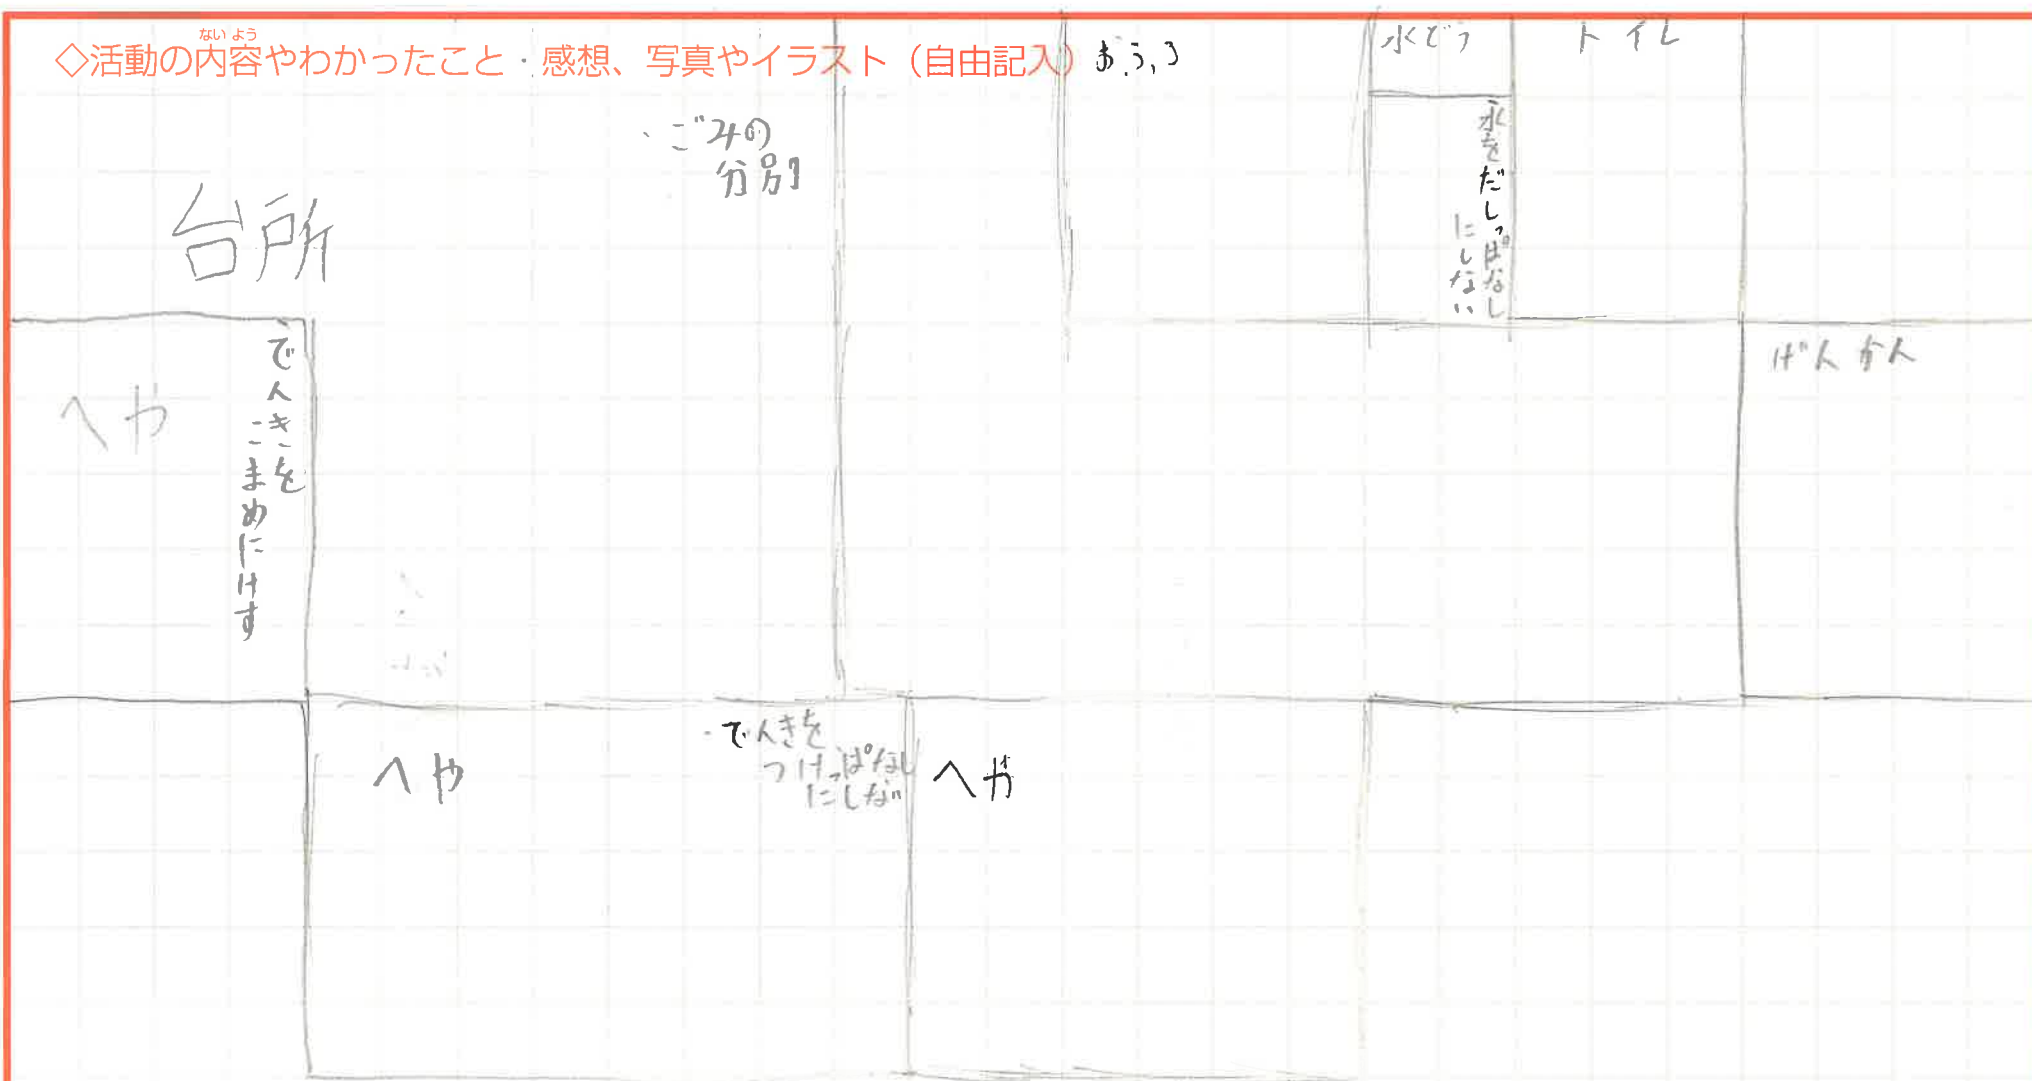 ないよう
◇活動の内容やわかったこと・感想、写真やイラスト（自由記入）
おふろ
水どう
トイレ
・ごみの
分別
水をだしっぱなし
にしない
台所
げんかん
へや
でんきを
こまめにけす
へや
・でんきを
つけっぱなし
にしない
へや